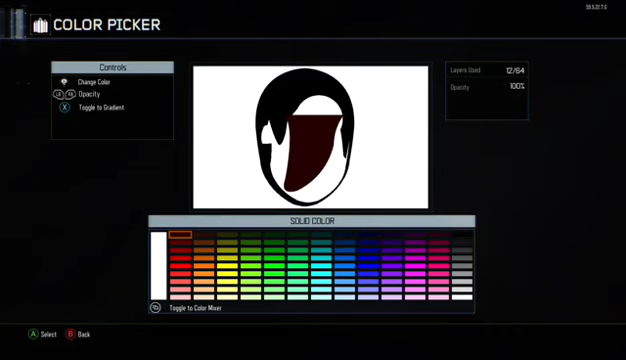 COLOR PICKER
Controls
Change Color
Opacity
X Toggle to Gradient
Layers Used 12/64
Opacity 100%
SOLID COLOR
Toggle to Color Mixer
A Select B Back